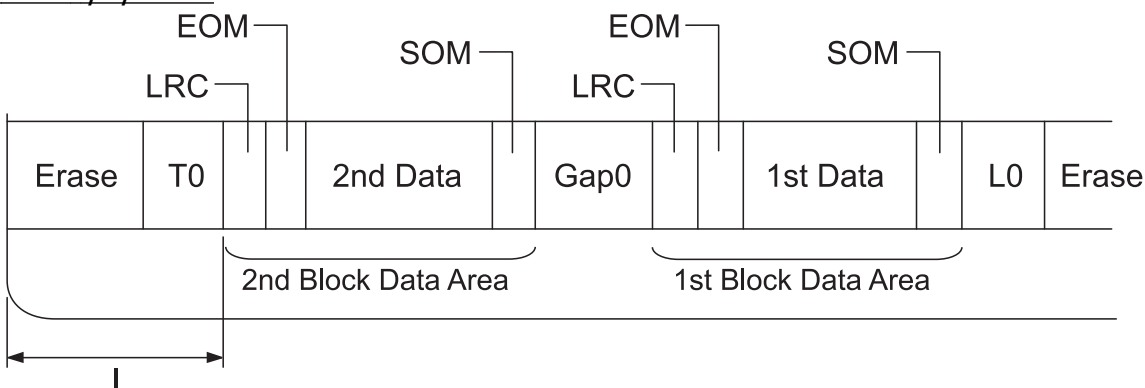 EOM
EOM
SOM
SOM
LRC
LRC
Erase
T0
2nd Data
Gap0
1st Data
L0
Erase
2nd Block Data Area
1st Block Data Area